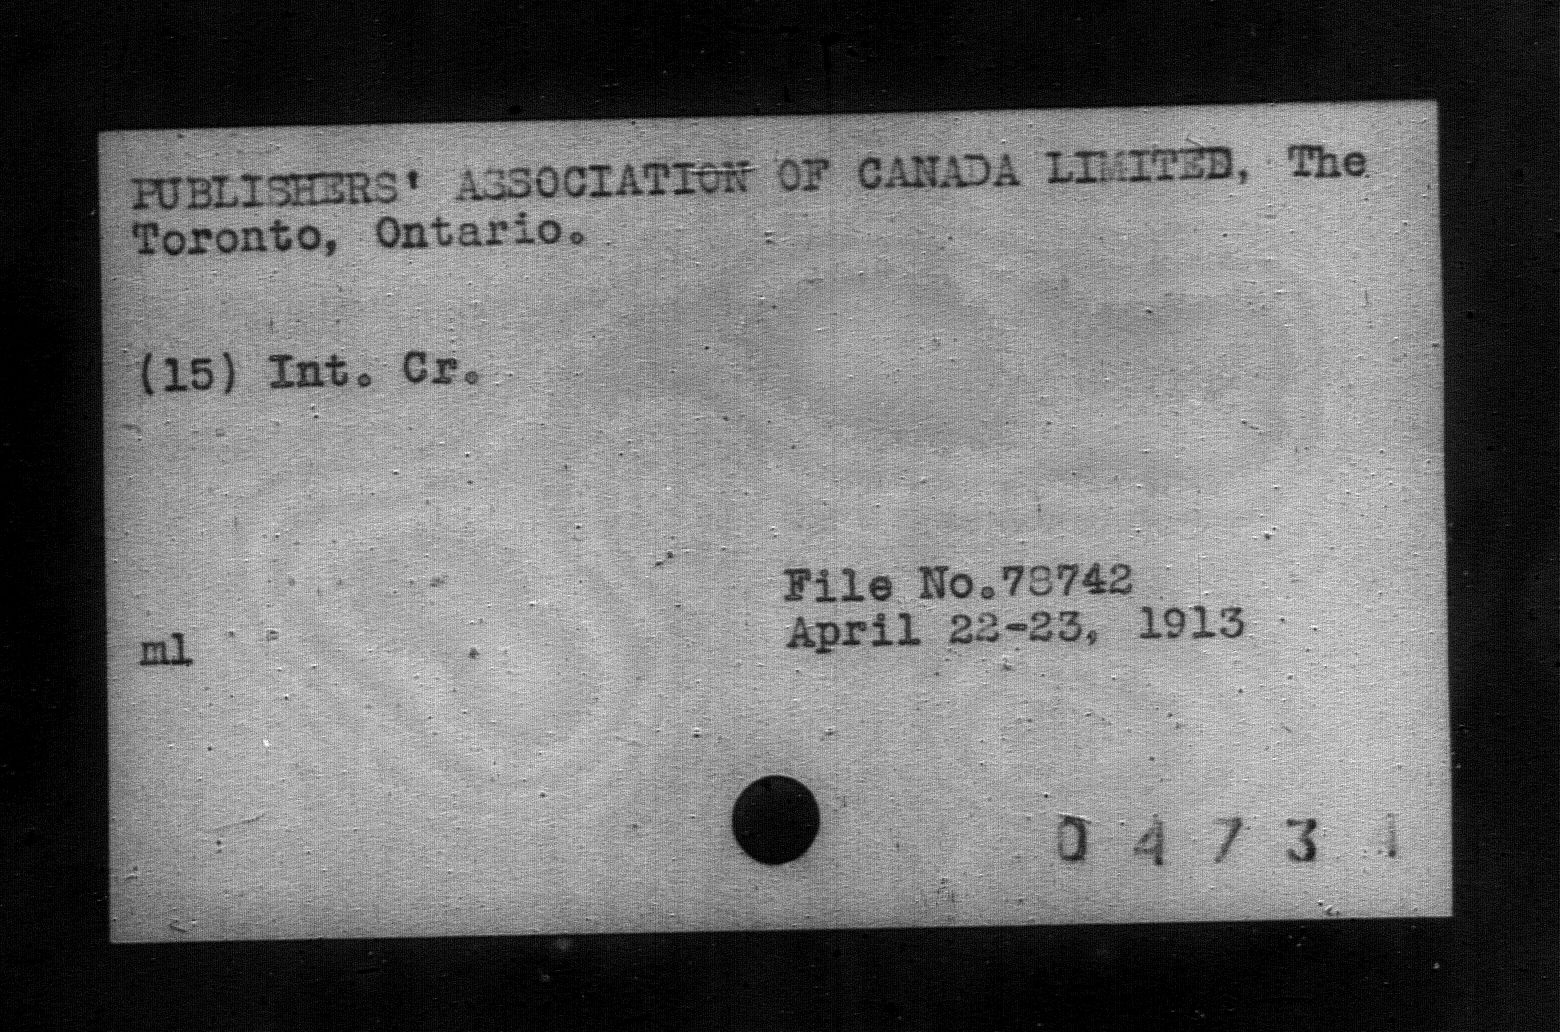 PUBLISHERS' ASSOCIATION OF CANADA LIMITED, The
Toronto, Ontario.
(15) Int. Cr.
File No.78742
April 22-23, 1913
ml
0 4 7 3 1